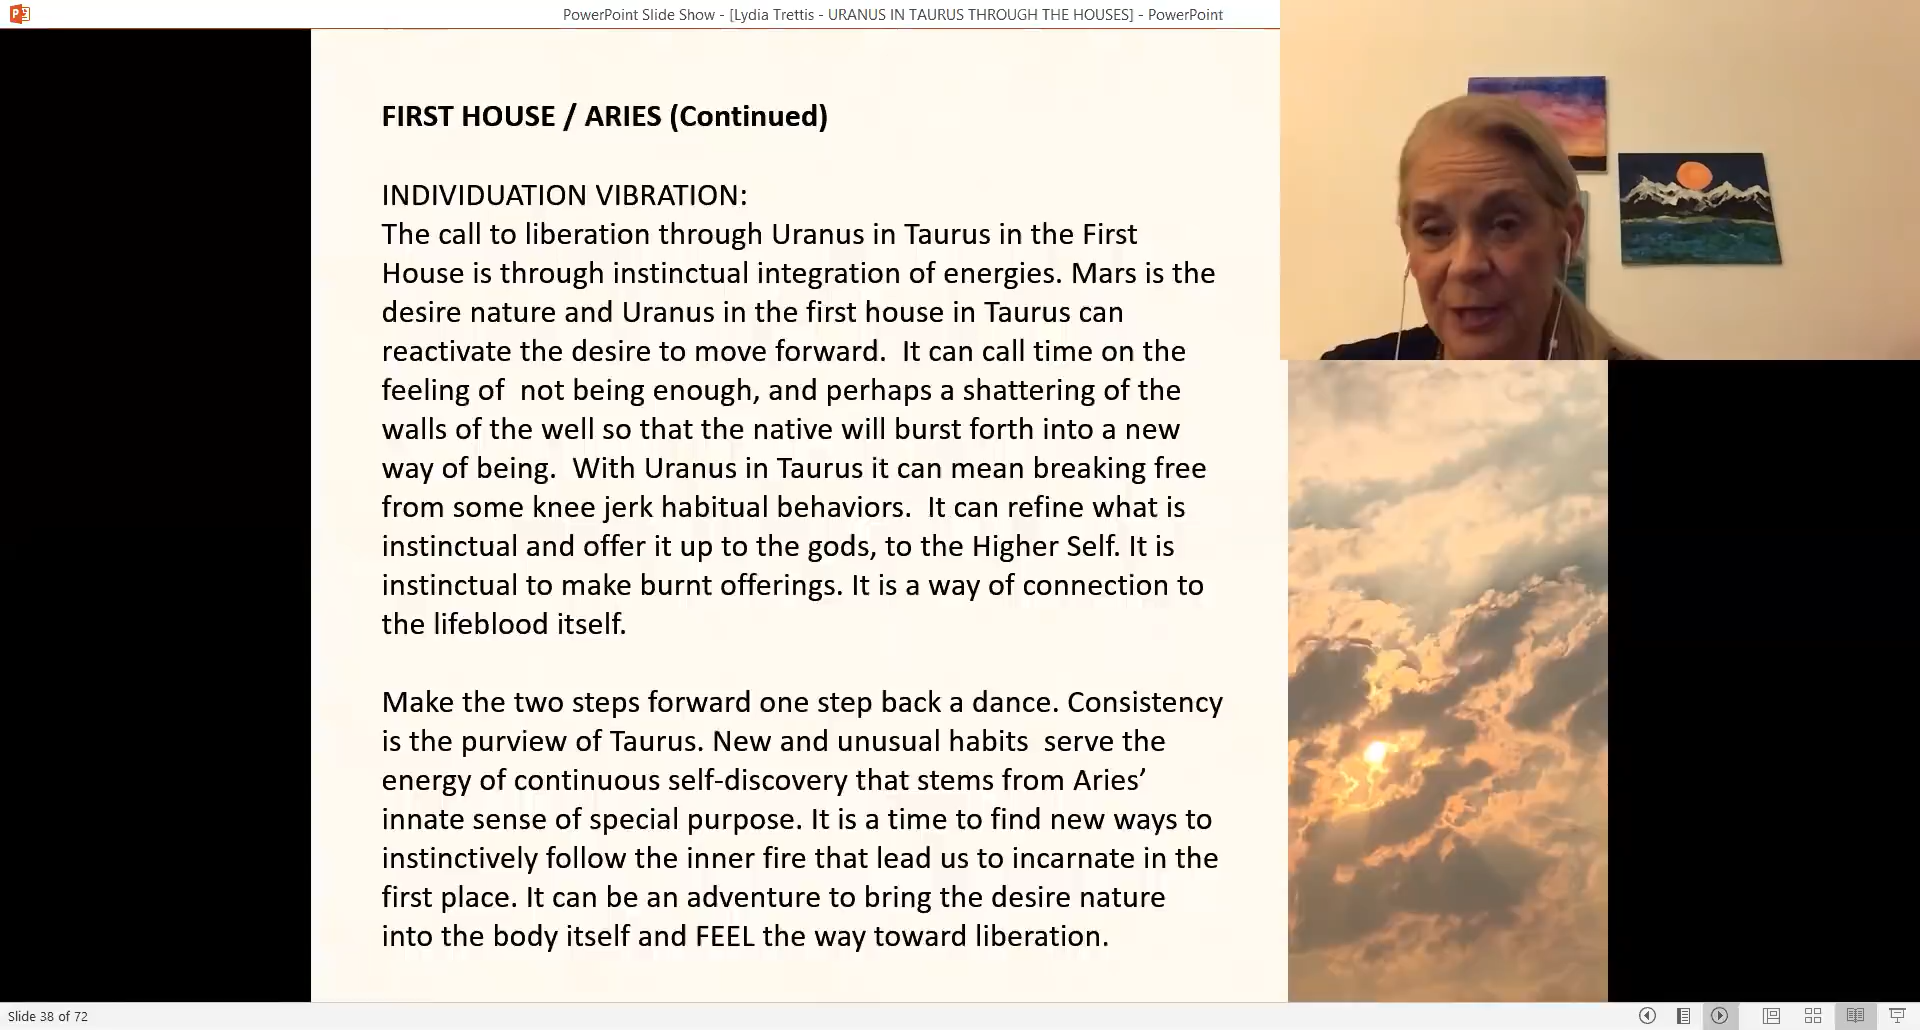 PowerPoint Slide Show - [Lydia Trettis - URANUS IN TAURUS THROUGH THE HOUSES] - PowerPoint
FIRST HOUSE / ARIES (Continued)
INDIVIDUATION VIBRATION:
The call to liberation through Uranus in Taurus in the First
House is through instinctual integration of energies. Mars is the
desire nature and Uranus in the first house in Taurus can
reactivate the desire to move forward.  It can call time on the
feeling of  not being enough, and perhaps a shattering of the
walls of the well so that the native will burst forth into a new
way of being.  With Uranus in Taurus it can mean breaking free
from some knee jerk habitual behaviors.  It can refine what is
instinctual and offer it up to the gods, to the Higher Self. It is
instinctual to make burnt offerings. It is a way of connection to
the lifeblood itself.
Make the two steps forward one step back a dance. Consistency
is the purview of Taurus. New and unusual habits  serve the
energy of continuous self-discovery that stems from Aries’
innate sense of special purpose. It is a time to find new ways to
instinctively follow the inner fire that lead us to incarnate in the
first place. It can be an adventure to bring the desire nature
into the body itself and FEEL the way toward liberation.
Slide 38 of 72